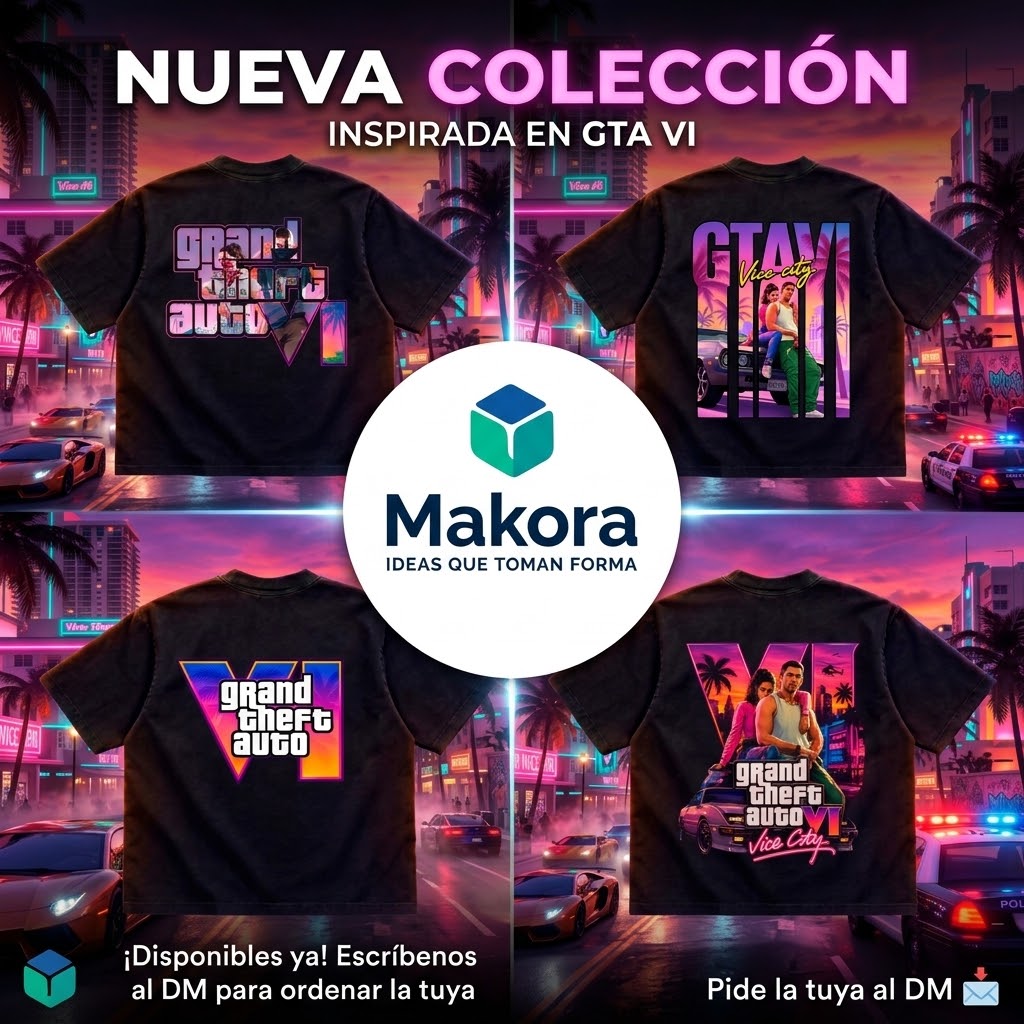 NUEVA COLECCIÓN
INSPIRADA EN GTA VI
grand
theft
auto VI
GTAVI
Vice city
Makora
IDEAS QUE TOMAN FORMA
VI
grand
theft
auto
VI
grand
theft
auto VI
Vice City
¡Disponibles ya! Escríbenos
al DM para ordenar la tuya
Pide la tuya al DM